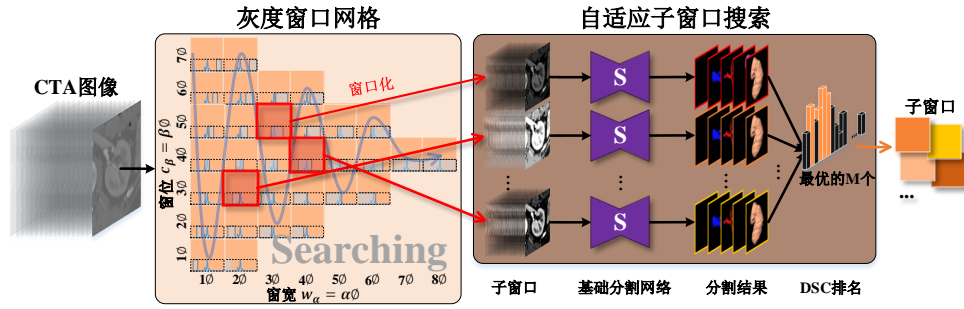 灰度窗口网格
自适应子窗口搜索
CTA图像
窗位 c_β = β∅
7∅
6∅
5∅
4∅
3∅
2∅
1∅
窗口化
Searching
1∅ 2∅ 3∅ 4∅ 5∅ 6∅ 7∅ 8∅
窗宽 w_α = α∅
S
S
S
...
...
...
...
最优的M个
子窗口
...
子窗口
基础分割网络
分割结果
DSC排名